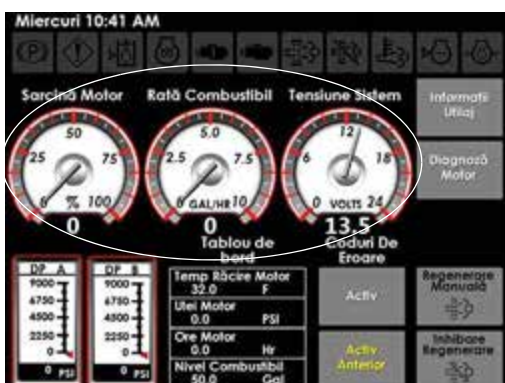 Miercuri 10:41 AM
Sarcină Motor
Rată Combustibil
Tensiune Sistem
Informații Utilaj
50
25
75
0
% 100
0
5.0
2.5
7.5
0 GAL/HR 10
0
12
6
18
0 VOLTS 24
13.5
Diagnoză Motor
Tablou de bord
Coduri De Eroare
DP A
9000
6750
4500
2250
0
0 PSI
DP B
9000
6750
4500
2250
0
0 PSI
Temp Răcire Motor
32.0 F
Ulei Motor
0.0 PSI
Ore Motor
0.0 Hr
Nivel Combustibil
50.0 Gal
Activ
Activ Anterior
Regenerare Manuală
Inhibare Regenerare